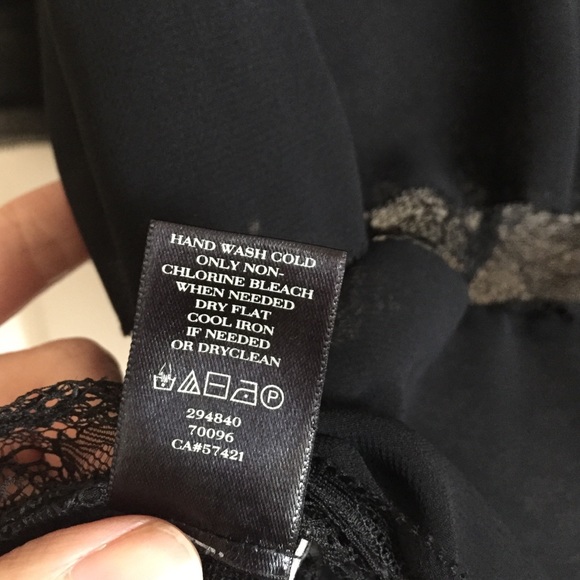 HAND WASH COLD
ONLY NON-
CHLORINE BLEACH
WHEN NEEDED
DRY FLAT
COOL IRON
IF NEEDED
OR DRYCLEAN
P
294840
70096
CA#57421